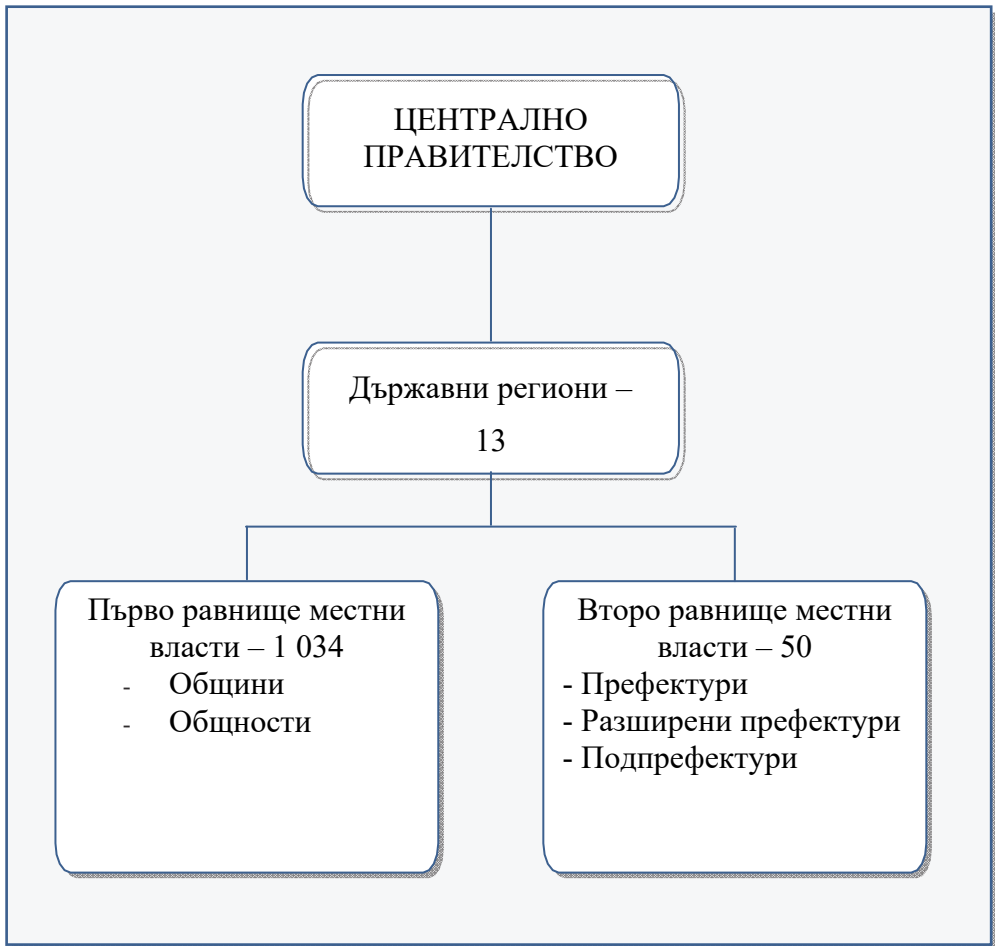 ЦЕНТРАЛНО
ПРАВИТЕЛСТВО
Държавни региони –
13
Първо равнище местни
власти – 1 034
- Общини
- Общности
Второ равнище местни
власти – 50
- Префектури
- Разширени префектури
- Подпрефектури